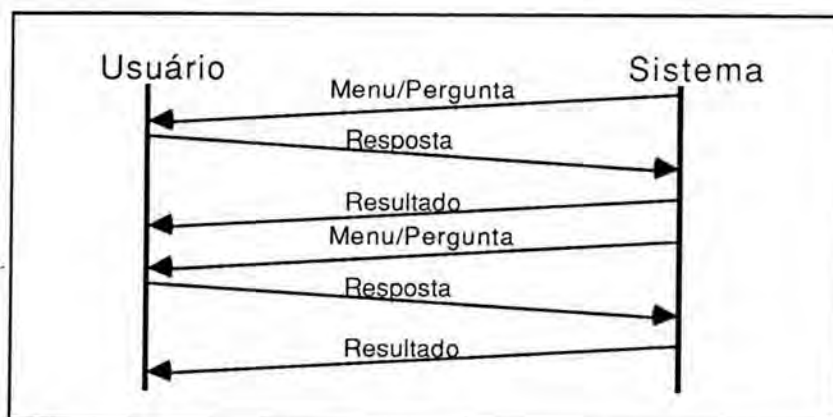 Usuário
Sistema
Menu/Pergunta
Resposta
Resultado
Menu/Pergunta
Resposta
Resultado